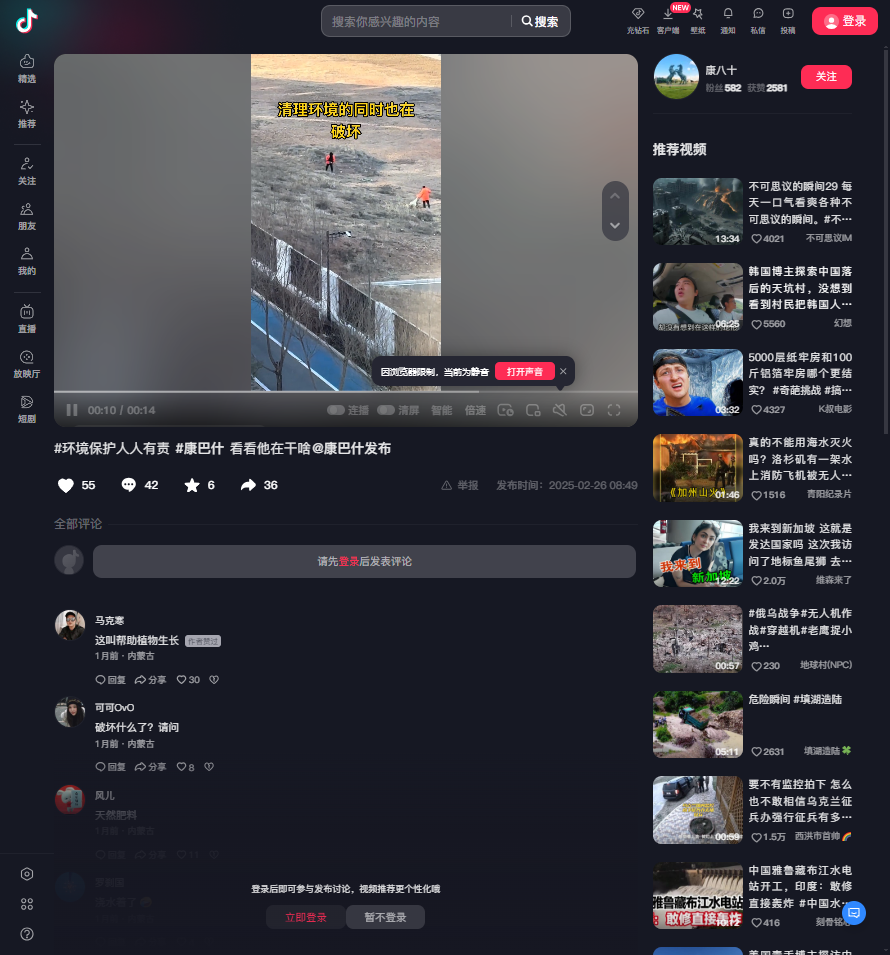 搜索你感兴趣的内容
搜索
充钻石
客户端
NEW
壁纸
通知
私信
投稿
登录
精选
推荐
关注
朋友
我的
直播
放映厅
短剧
清理环境的同时也在
破坏
因浏览器限制，当前为静音
打开声音
00:10 / 00:14
连播
清屏
智能
倍速
#环境保护人人有责 #康巴什 看看他在干啥@康巴什发布
55
42
6
36
举报
发布时间：2025-02-26 08:49
全部评论
请先登录后发表评论
马克寒
这叫帮助植物生长 作者赞过
1月前 · 内蒙古
回复 分享 30
可可OvO
破坏什么了？请问
1月前 · 内蒙古
回复 分享 8
风儿
天然肥料
1月前 · 内蒙古
回复 分享
登录后即可参与发布讨论，视频推荐更个性化哦
立即登录
暂不登录
康八十
粉丝582 获赞2581
关注
推荐视频
13:34
不可思议的瞬间29 每
天一口气看爽各种不
可思议的瞬间。#不…
4021 不可思议IM
06:25
韩国博主探索中国落
后的天坑村，没想到
看到村民把韩国人…
5560 幻想
03:32
5000层纸牢房和100
斤铝箔牢房哪个更结
实？ #奇葩挑战 #搞…
4327 K叔电影
《加州山火》
01:46
真的不能用海水灭火
吗？洛杉矶有一架水
上消防飞机被无人…
1516 青阳纪录片
我来到
新加坡
12:22
我来到新加坡 这就是
发达国家吗 这次我访
问了地标鱼尾狮 去…
2.0万 维森来了
00:57
#俄乌战争#无人机作
战#穿越机#老鹰捉小
鸡…
230 地球村(NPC)
05:11
危险瞬间 #填湖造陆
2631 填湖造陆🍀
00:59
要不有监控拍下 怎么
也不敢相信乌克兰征
兵办强行征兵有多…
1.5万 西洪市首帅🌈
雅鲁藏布江水电站
：敢修直接轰炸
10:12
中国雅鲁藏布江水电
站开工，印度：敢修
直接轰炸 #中国水…
416